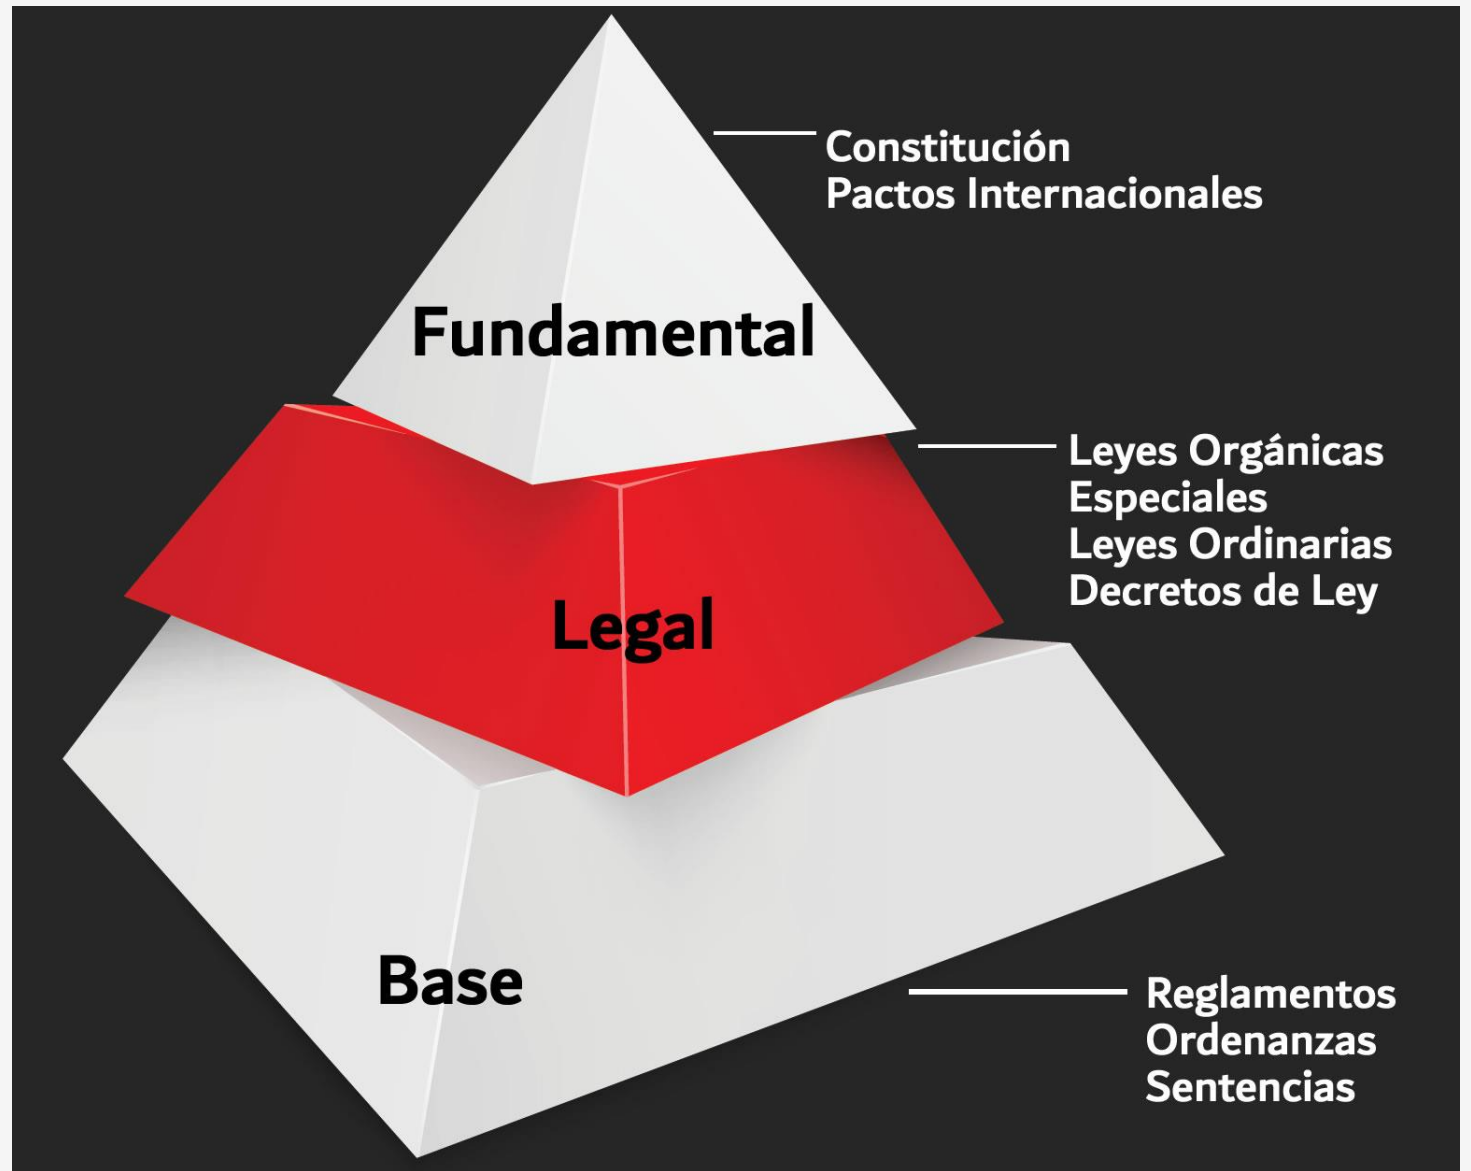 Constitución
Pactos Internacionales
Fundamental
Leyes Orgánicas
Especiales
Leyes Ordinarias
Decretos de Ley
Legal
Base
Reglamentos
Ordenanzas
Sentencias